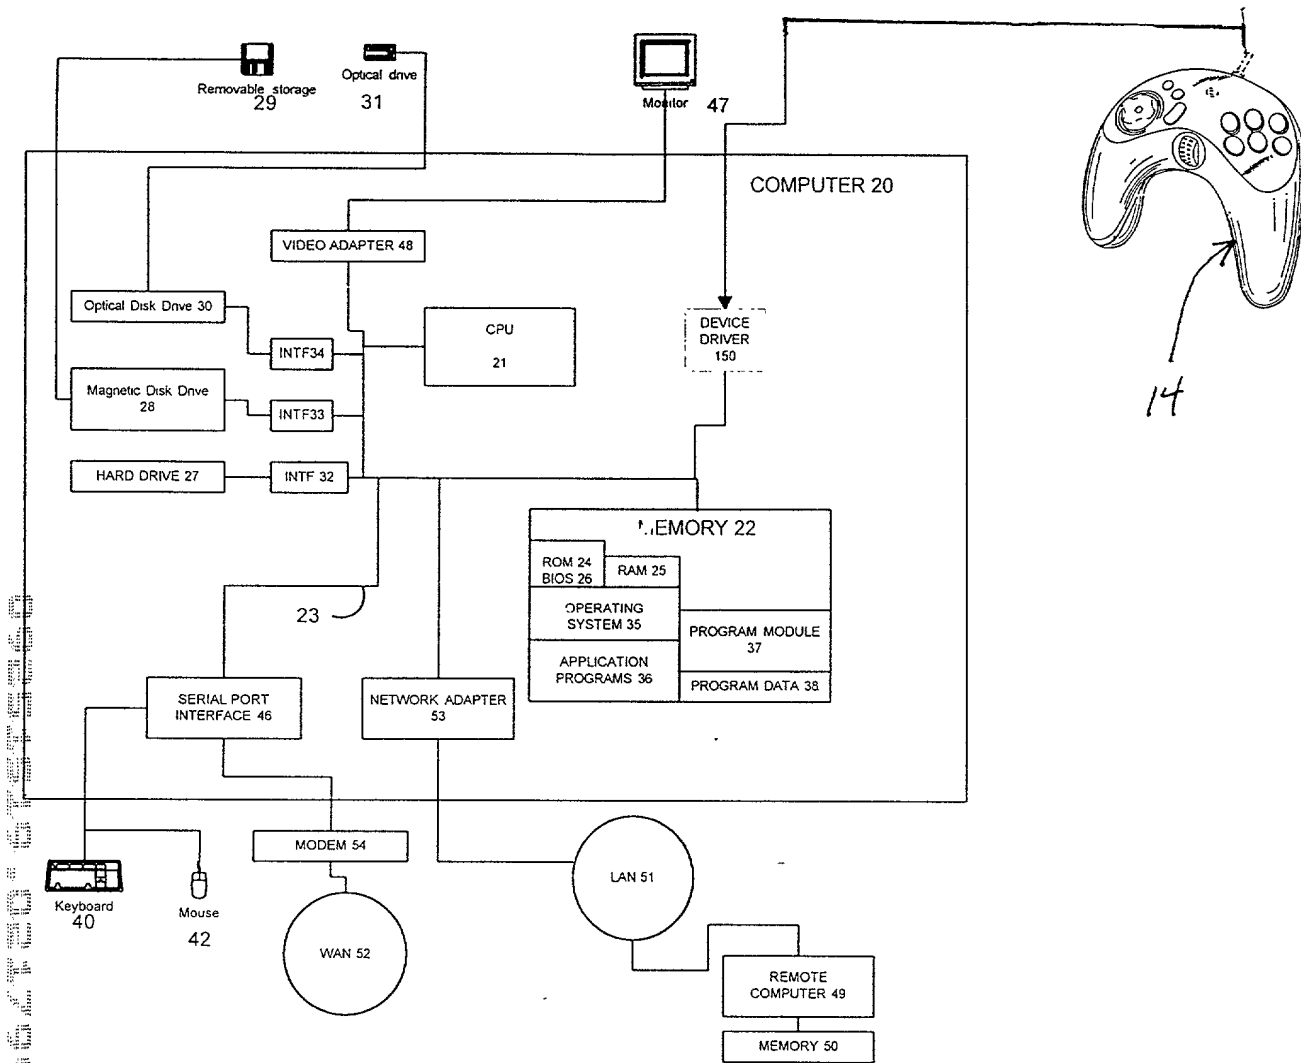 Removable storage
29
Optical drive
31
Monitor
47
COMPUTER 20
VIDEO ADAPTER 48
Optical Disk Drive 30
CPU
21
DEVICE
DRIVER
150
INTF34
Magnetic Disk Drive
28
INTF33
14
HARD DRIVE 27
INTF 32
MEMORY 22
ROM 24
BIOS 26
RAM 25
OPERATING
SYSTEM 35
PROGRAM MODULE
37
APPLICATION
PROGRAMS 36
PROGRAM DATA 38
23
SERIAL PORT
INTERFACE 46
NETWORK ADAPTER
53
MODEM 54
Keyboard
40
Mouse
42
LAN 51
WAN 52
REMOTE
COMPUTER 49
MEMORY 50